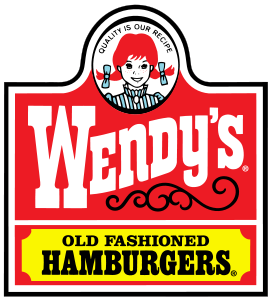 QUALITY IS OUR RECIPE
WENDY'S®
OLD FASHIONED
HAMBURGERS®